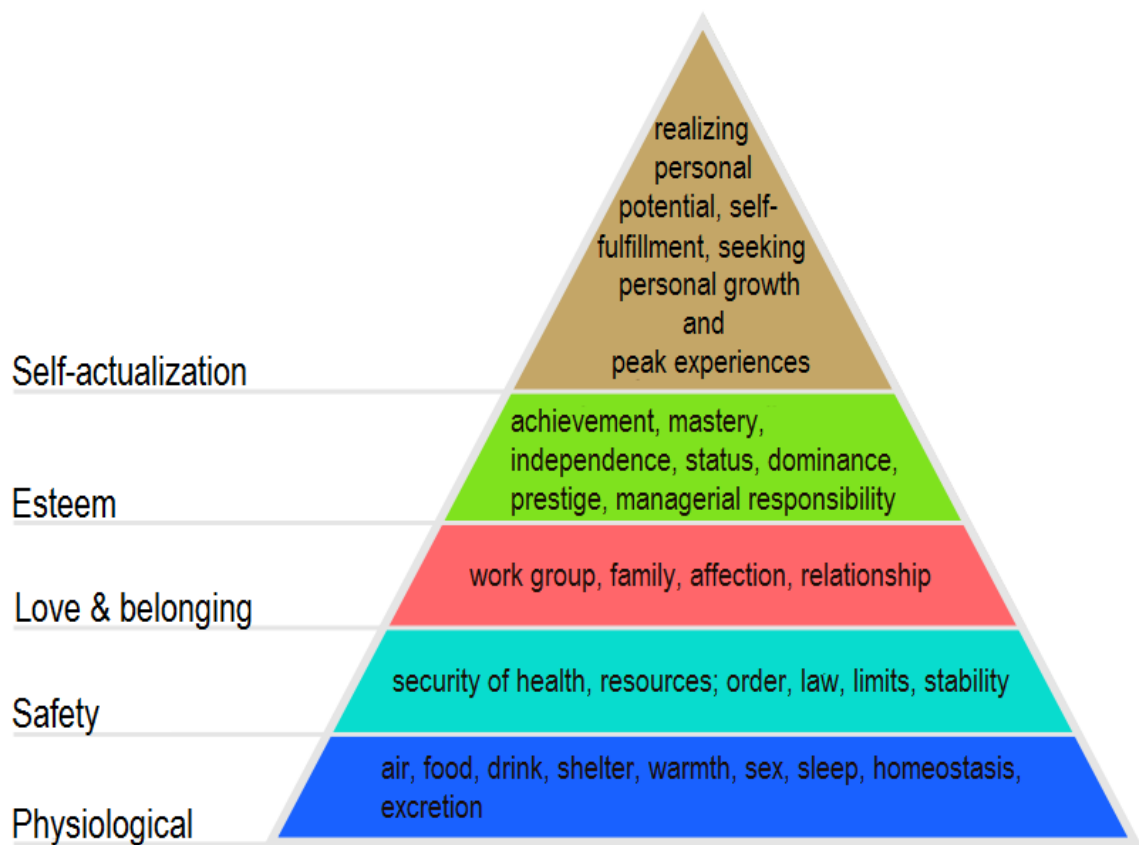 realizing
personal
potential, self-
fulfillment, seeking
personal growth
and
peak experiences
Self-actualization
achievement, mastery,
independence, status, dominance,
prestige, managerial responsibility
Esteem
work group, family, affection, relationship
Love & belonging
security of health, resources; order, law, limits, stability
Safety
air, food, drink, shelter, warmth, sex, sleep, homeostasis,
excretion
Physiological